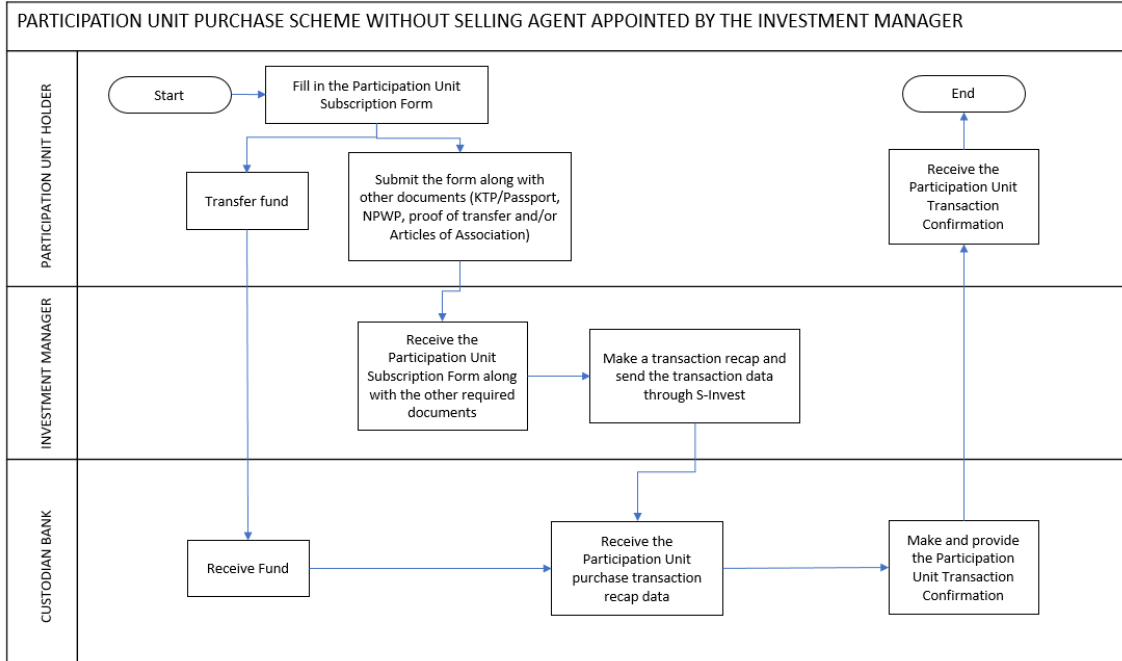 PARTICIPATION UNIT PURCHASE SCHEME WITHOUT SELLING AGENT APPOINTED BY THE INVESTMENT MANAGER
PARTICIPATION UNIT HOLDER
Start
Fill in the Participation Unit
Subscription Form
End
Transfer fund
Submit the form along with
other documents (KTP/Passport,
NPWP, proof of transfer and/or
Articles of Association)
Receive the
Participation Unit
Transaction
Confirmation
INVESTMENT MANAGER
Receive the
Participation Unit
Subscription Form along
with the other required
documents
Make a transaction recap and
send the transaction data
through S-Invest
CUSTODIAN BANK
Receive Fund
Receive the
Participation Unit
purchase transaction
recap data
Make and provide
the Participation
Unit Transaction
Confirmation